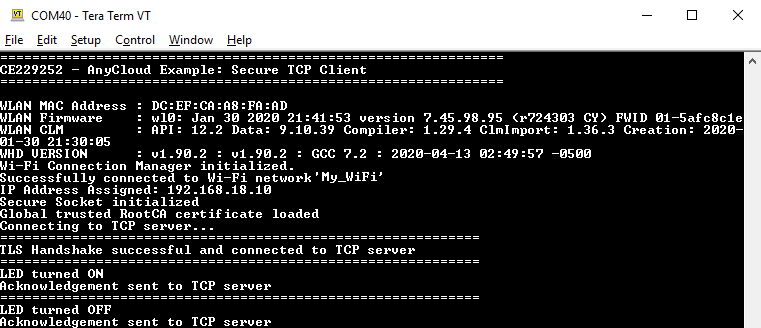 COM40 - Tera Term VT
File Edit Setup Control Window Help
============================================================
CE229252 - AnyCloud Example: Secure TCP Client
============================================================
WLAN MAC Address : DC:EF:CA:A8:FA:AD
WLAN Firmware : wl0: Jan 30 2020 21:41:53 version 7.45.98.95 (r724303 CY) FWID 01-5afc8c1e
WLAN CLM : API: 12.2 Data: 9.10.39 Compiler: 1.29.4 ClmImport: 1.36.3 Creation: 2020-
01-30 21:30:05
WHD VERSION : v1.90.2 : v1.90.2 : GCC 7.2 : 2020-04-13 02:49:57 -0500
Wi-Fi Connection Manager initialized.
Successfully connected to Wi-Fi network'My_WiFi'
IP Address Assigned: 192.168.18.10
Secure Socket initialized
Global trusted RootCA certificate loaded
Connecting to TCP server...
============================================================
TLS Handshake successful and connected to TCP server
============================================================
LED turned ON
Acknowledgement sent to TCP server
============================================================
LED turned OFF
Acknowledgement sent to TCP server